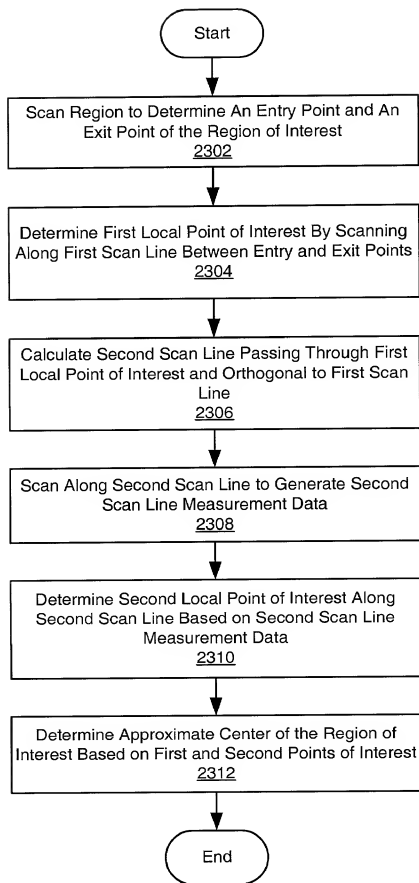 Start
Scan Region to Determine An Entry Point and An
Exit Point of the Region of Interest
2302
Determine First Local Point of Interest By Scanning
Along First Scan Line Between Entry and Exit Points
2304
Calculate Second Scan Line Passing Through First
Local Point of Interest and Orthogonal to First Scan
Line
2306
Scan Along Second Scan Line to Generate Second
Scan Line Measurement Data
2308
Determine Second Local Point of Interest Along
Second Scan Line Based on Second Scan Line
Measurement Data
2310
Determine Approximate Center of the Region of
Interest Based on First and Second Points of Interest
2312
End